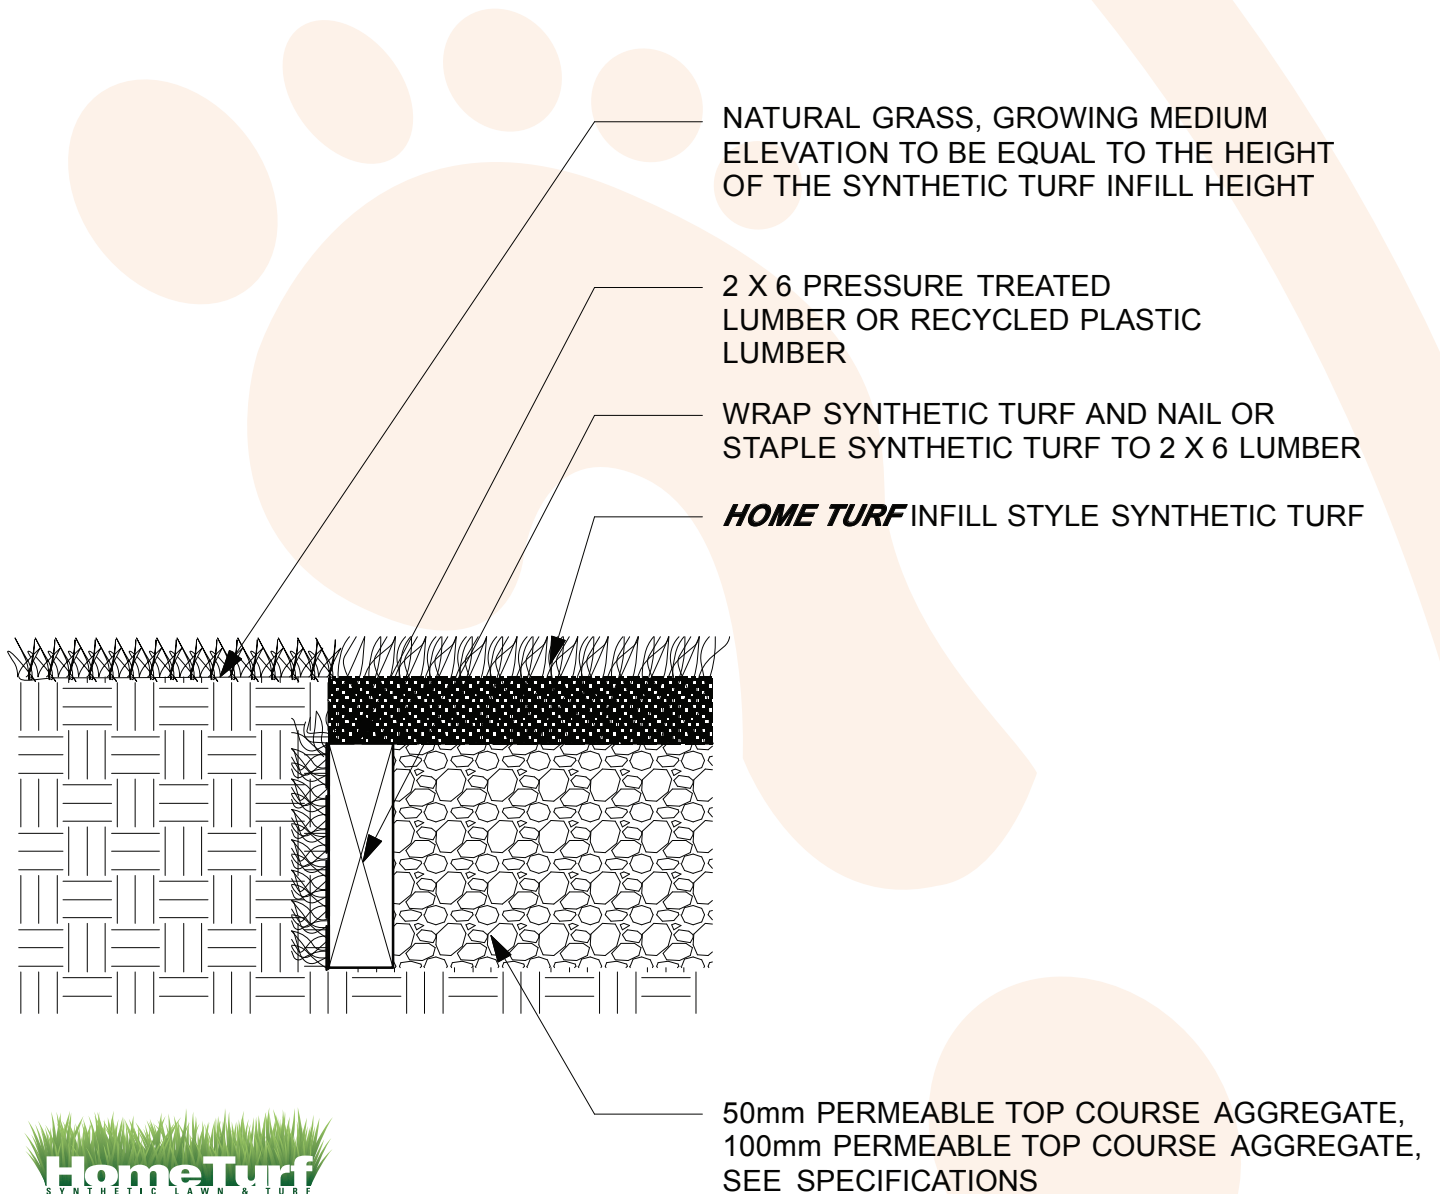 NATURAL GRASS, GROWING MEDIUM
ELEVATION TO BE EQUAL TO THE HEIGHT
OF THE SYNTHETIC TURF INFILL HEIGHT
2 X 6 PRESSURE TREATED
LUMBER OR RECYCLED PLASTIC
LUMBER
WRAP SYNTHETIC TURF AND NAIL OR
STAPLE SYNTHETIC TURF TO 2 X 6 LUMBER
HOME TURF INFILL STYLE SYNTHETIC TURF
50mm PERMEABLE TOP COURSE AGGREGATE,
100mm PERMEABLE TOP COURSE AGGREGATE,
SEE SPECIFICATIONS
HomeTurf
SYNTHETIC LAWN & TURF